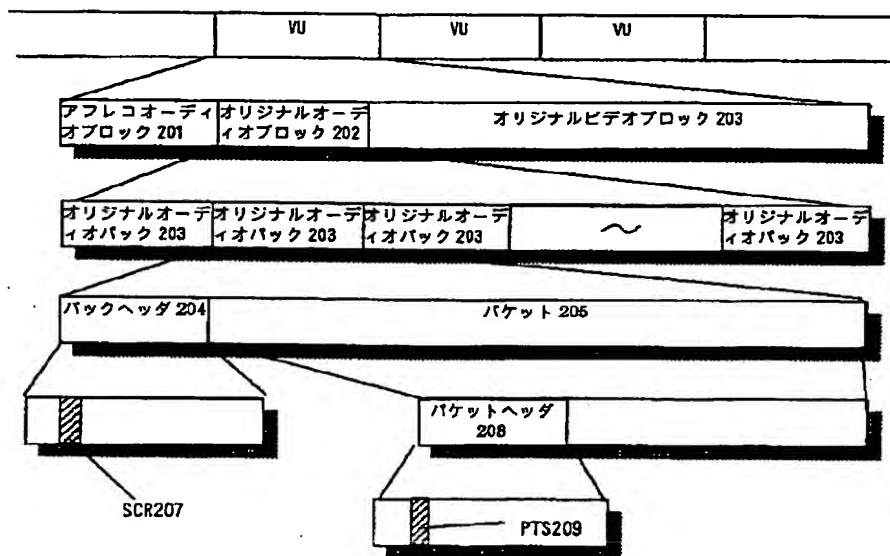 VU
VU
VU
アフレコオーディ
オブロック 201
オリジナルオーデ
ィオブロック 202
オリジナルビデオブロック 203
オリジナルオーデ
ィオパック 203
オリジナルオーデ
ィオパック 203
オリジナルオーデ
ィオパック 203
～
オリジナルオーデ
ィオパック 203
パックヘッダ 204
パケット 205
パケットヘッダ
208
SCR207
PTS209